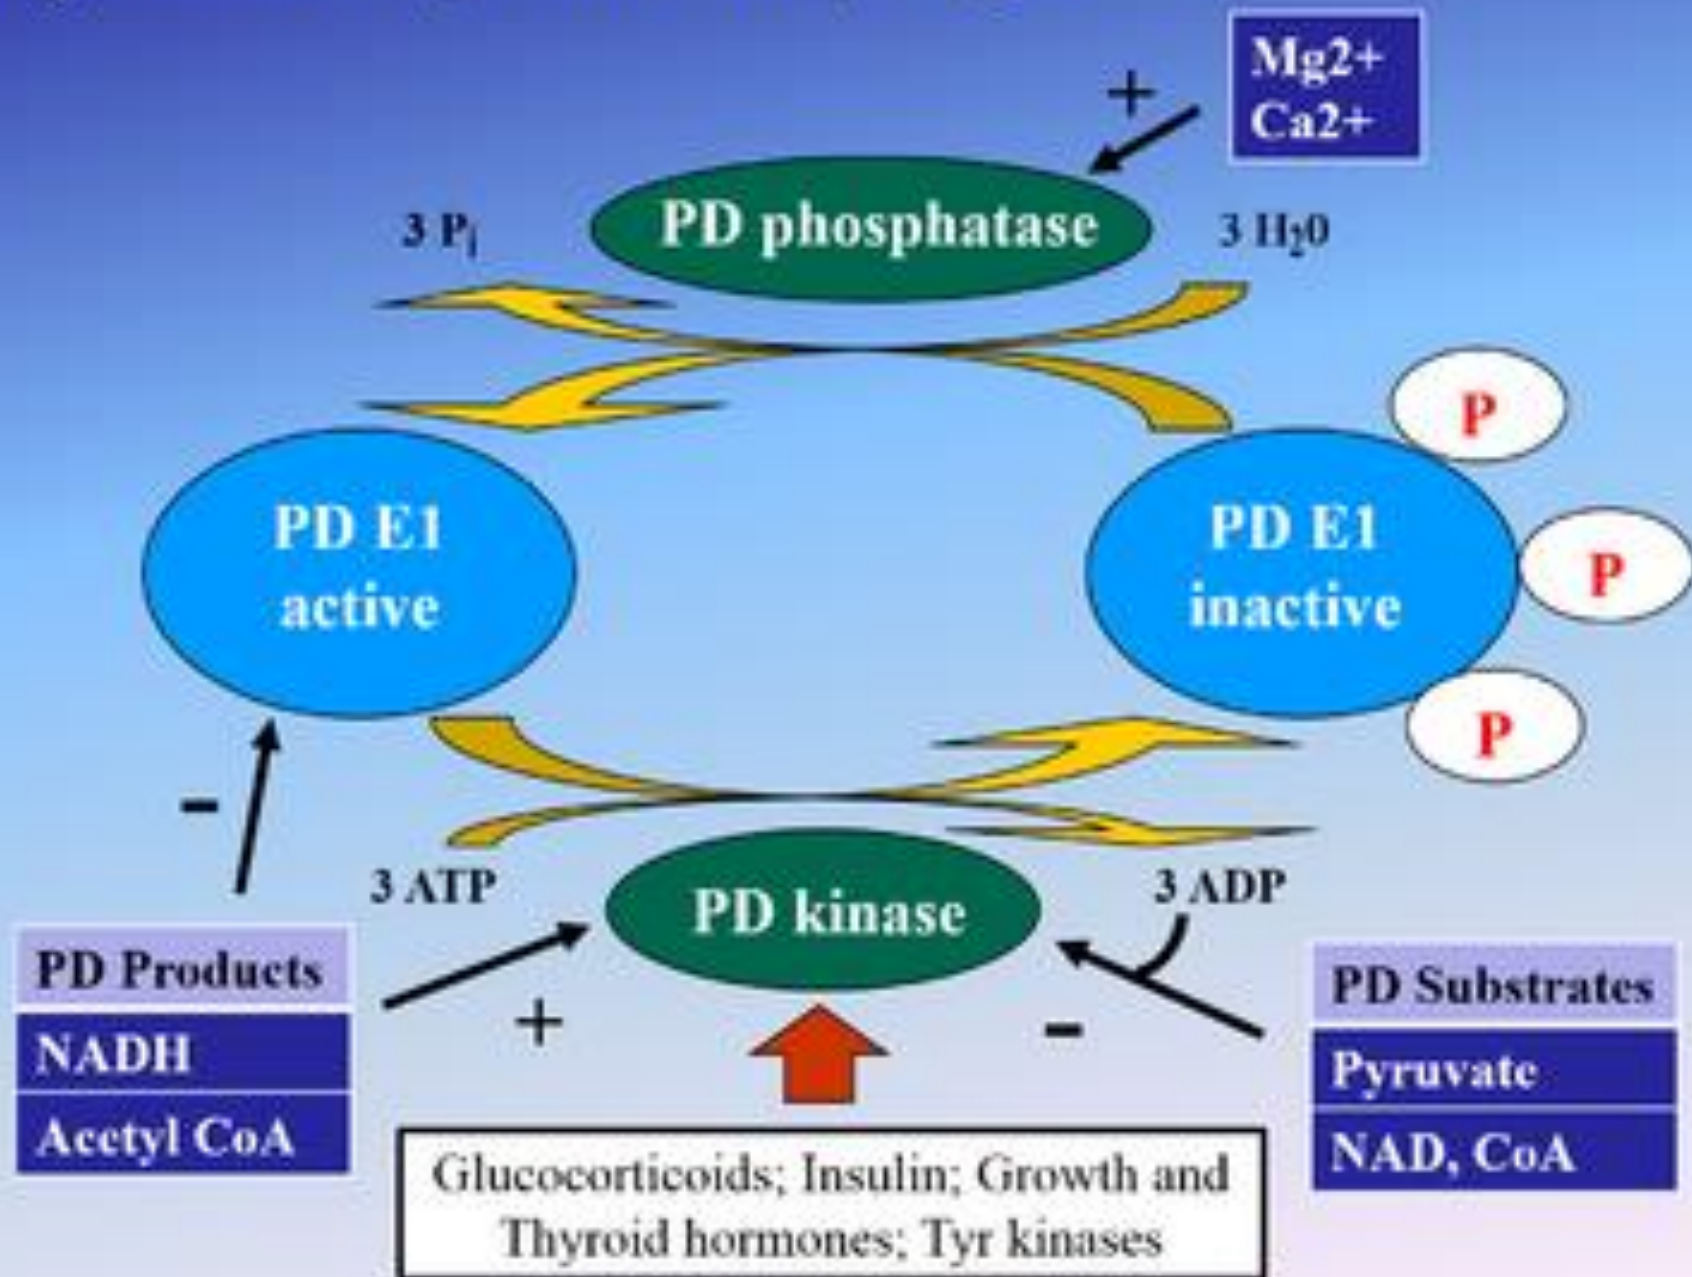 Mg2+
Ca2+
+
3 Pi
PD phosphatase
3 H20
P
PD E1
active
PD E1
inactive
P
P
-
3 ATP
PD kinase
3 ADP
PD Products
NADH
Acetyl CoA
+
-
PD Substrates
Pyruvate
NAD, CoA
Glucocorticoids; Insulin; Growth and
Thyroid hormones; Tyr kinases